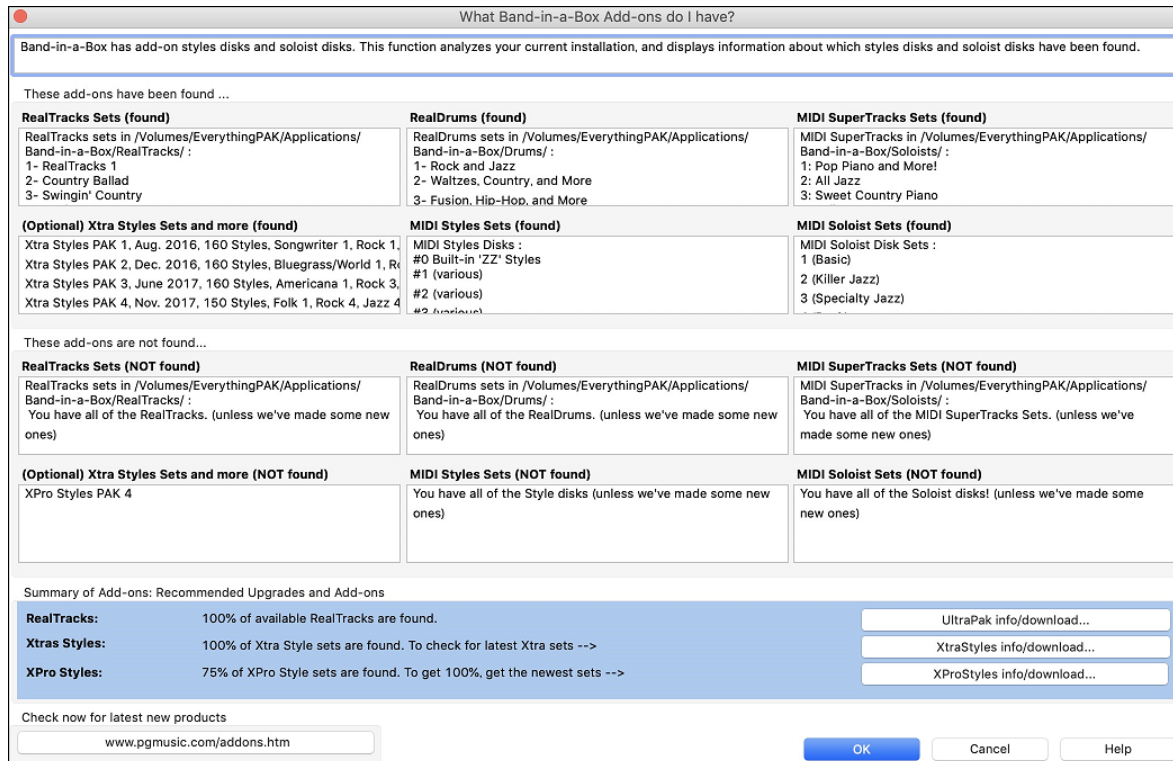 What Band-in-a-Box Add-ons do I have?
Band-in-a-Box has add-on styles disks and soloist disks. This function analyzes your current installation, and displays information about which styles disks and soloist disks have been found.
These add-ons have been found ...
RealTracks Sets (found)
RealTracks sets in /Volumes/EverythingPAK/Applications/
Band-in-a-Box/RealTracks/ :
1- RealTracks 1
2- Country Ballad
3- Swingin' Country
RealDrums (found)
RealDrums sets in /Volumes/EverythingPAK/Applications/
Band-in-a-Box/Drums/ :
1- Rock and Jazz
2- Waltzes, Country, and More
3- Fusion, Hip-Hop, and More
MIDI SuperTracks Sets (found)
MIDI SuperTracks in /Volumes/EverythingPAK/Applications/
Band-in-a-Box/Soloists/ :
1: Pop Piano and More!
2: All Jazz
3: Sweet Country Piano
(Optional) Xtra Styles Sets and more (found)
Xtra Styles PAK 1, Aug. 2016, 160 Styles, Songwriter 1, Rock 1,
Xtra Styles PAK 2, Dec. 2016, 160 Styles, Bluegrass/World 1,
Xtra Styles PAK 3, June 2017, 160 Styles, Americana 1, Rock 3,
Xtra Styles PAK 4, Nov. 2017, 150 Styles, Folk 1, Rock 4, Jazz 4
MIDI Styles Sets (found)
MIDI Styles Disks :
#0 Built-in 'ZZ' Styles
#1 (various)
#2 (various)
#3 (various)
MIDI Soloist Sets (found)
MIDI Soloist Disk Sets :
1 (Basic)
2 (Killer Jazz)
3 (Specialty Jazz)
These add-ons are not found...
RealTracks Sets (NOT found)
RealTracks sets in /Volumes/EverythingPAK/Applications/
Band-in-a-Box/RealTracks/ :
You have all of the RealTracks. (unless we've made some new
ones)
RealDrums (NOT found)
RealDrums sets in /Volumes/EverythingPAK/Applications/
Band-in-a-Box/Drums/ :
You have all of the RealDrums. (unless we've made some new
ones)
MIDI SuperTracks Sets (NOT found)
MIDI SuperTracks in /Volumes/EverythingPAK/Applications/
Band-in-a-Box/Soloists/ :
You have all of the MIDI SuperTracks Sets. (unless we've
made some new ones)
(Optional) Xtra Styles Sets and more (NOT found)
XPro Styles PAK 4
MIDI Styles Sets (NOT found)
You have all of the Style disks (unless we've made some new
ones)
MIDI Soloist Sets (NOT found)
You have all of the Soloist disks! (unless we've made some
new ones)
Summary of Add-ons: Recommended Upgrades and Add-ons
RealTracks: 100% of available RealTracks are found. UltraPak info/download...
Xtras Styles: 100% of Xtra Style sets are found. To check for latest Xtra sets --> XtraStyles info/download...
XPro Styles: 75% of XPro Style sets are found. To get 100%, get the newest sets --> XProStyles info/download...
Check now for latest new products
www.pgmusic.com/addons.htm
OK
Cancel
Help